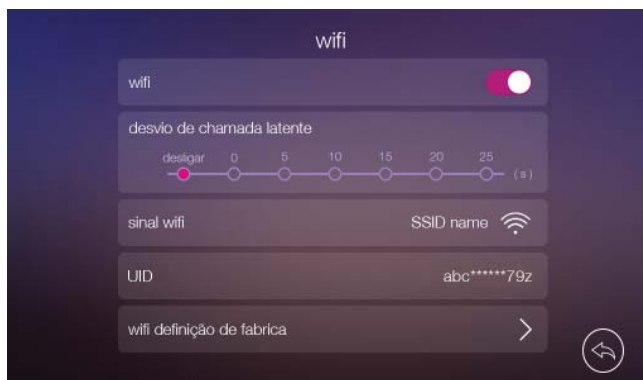 wifi
wifi
desvio de chamada latente
desligar 0 5 10 15 20 25 (s)
sinal wifi SSID name
UID abc******79z
wifi definição de fabrica